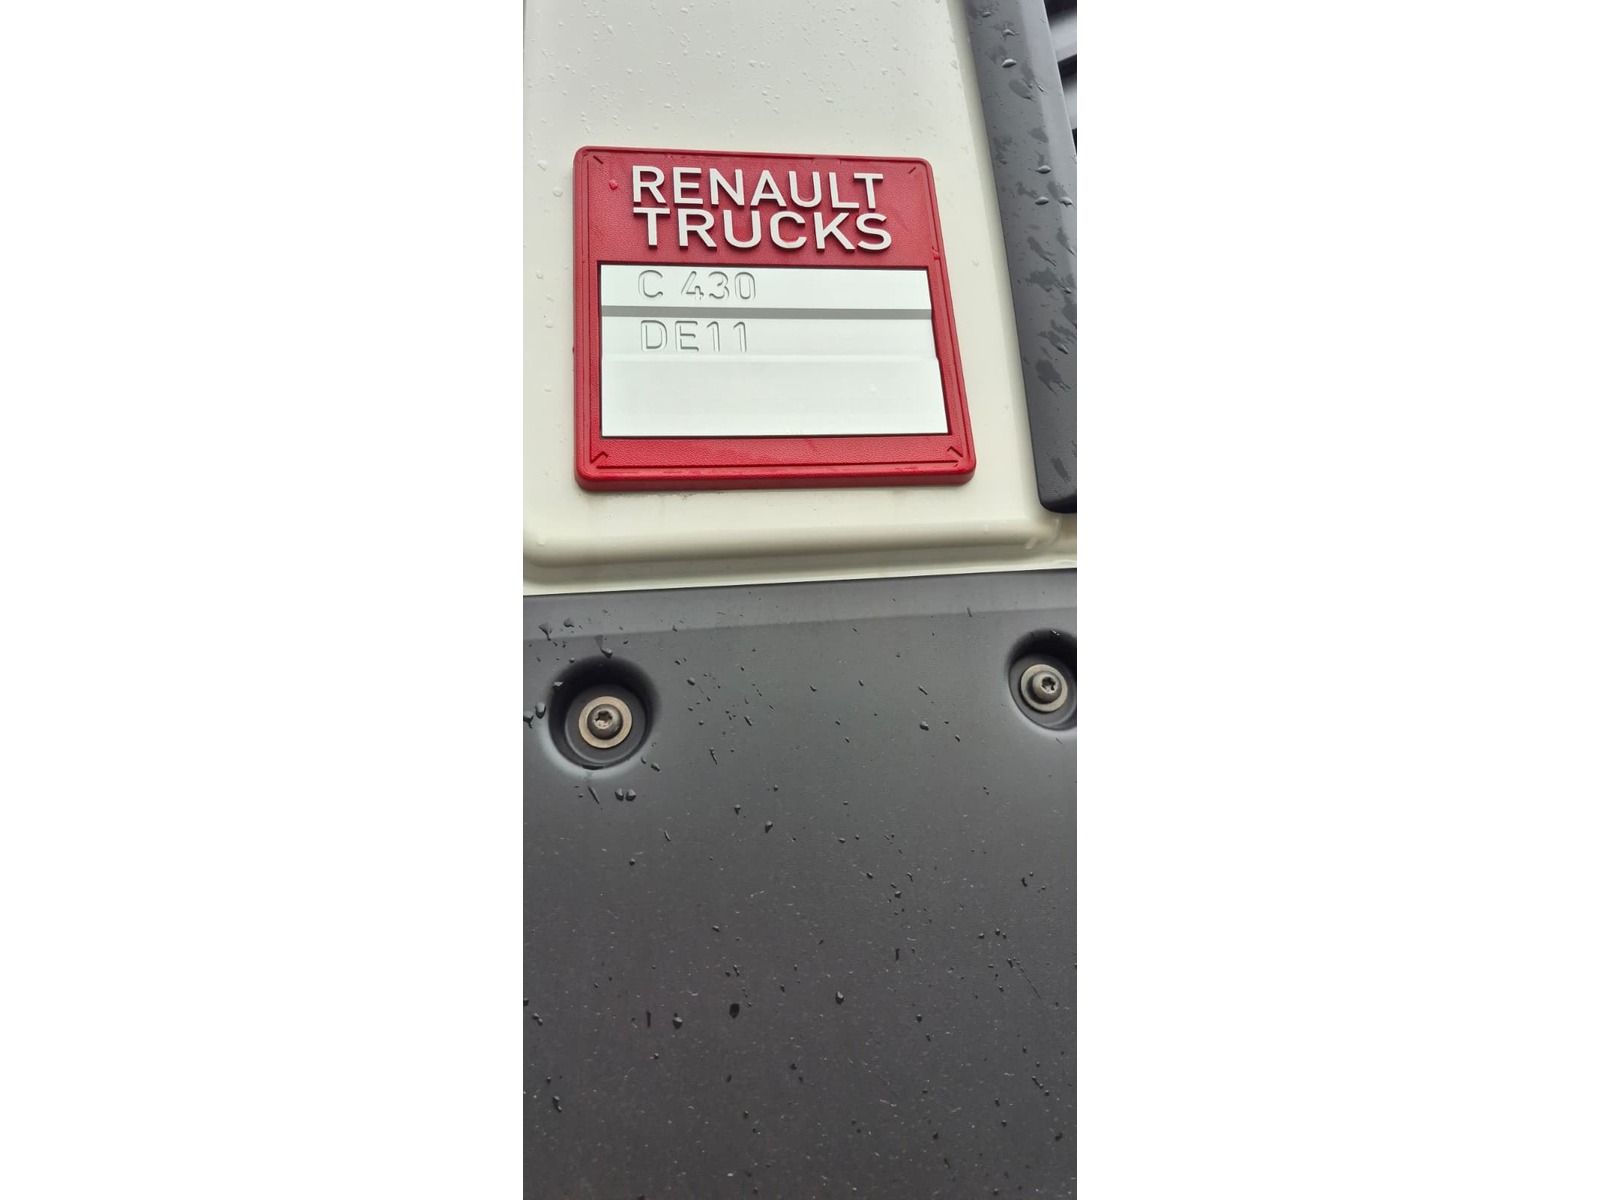 RENAULT
TRUCKS
C 430
DE11